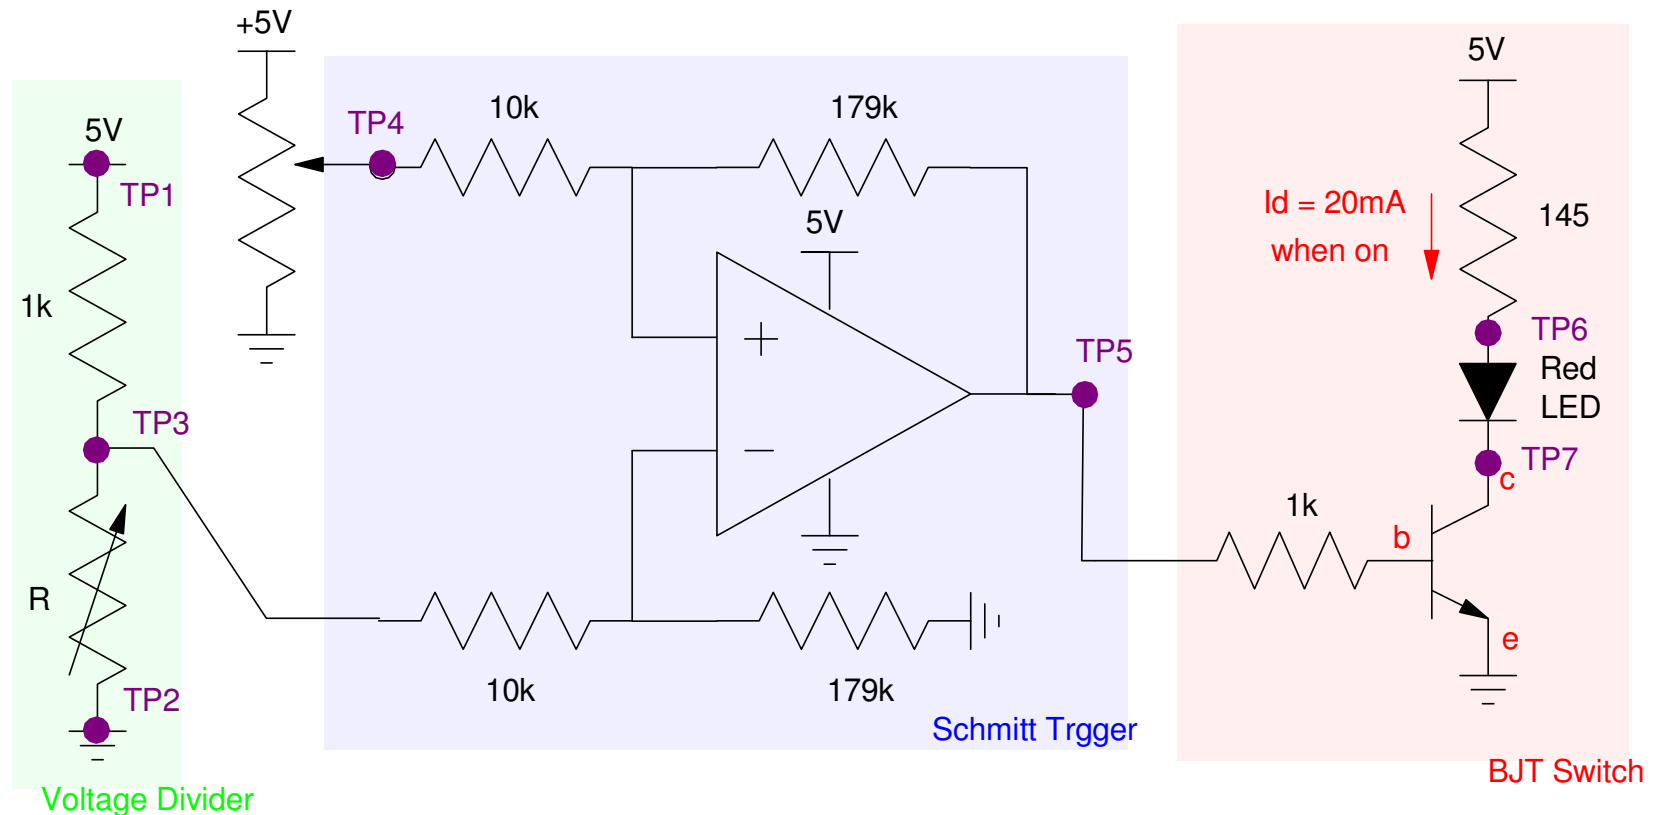 +5V
5V
TP1
1k
TP3
R
TP2
Voltage Divider
TP4
10k
179k
5V
+
−
TP5
10k
179k
Schmitt Trgger
5V
Id = 20mA
when on
145
TP6
Red
LED
TP7
c
1k
b
e
BJT Switch